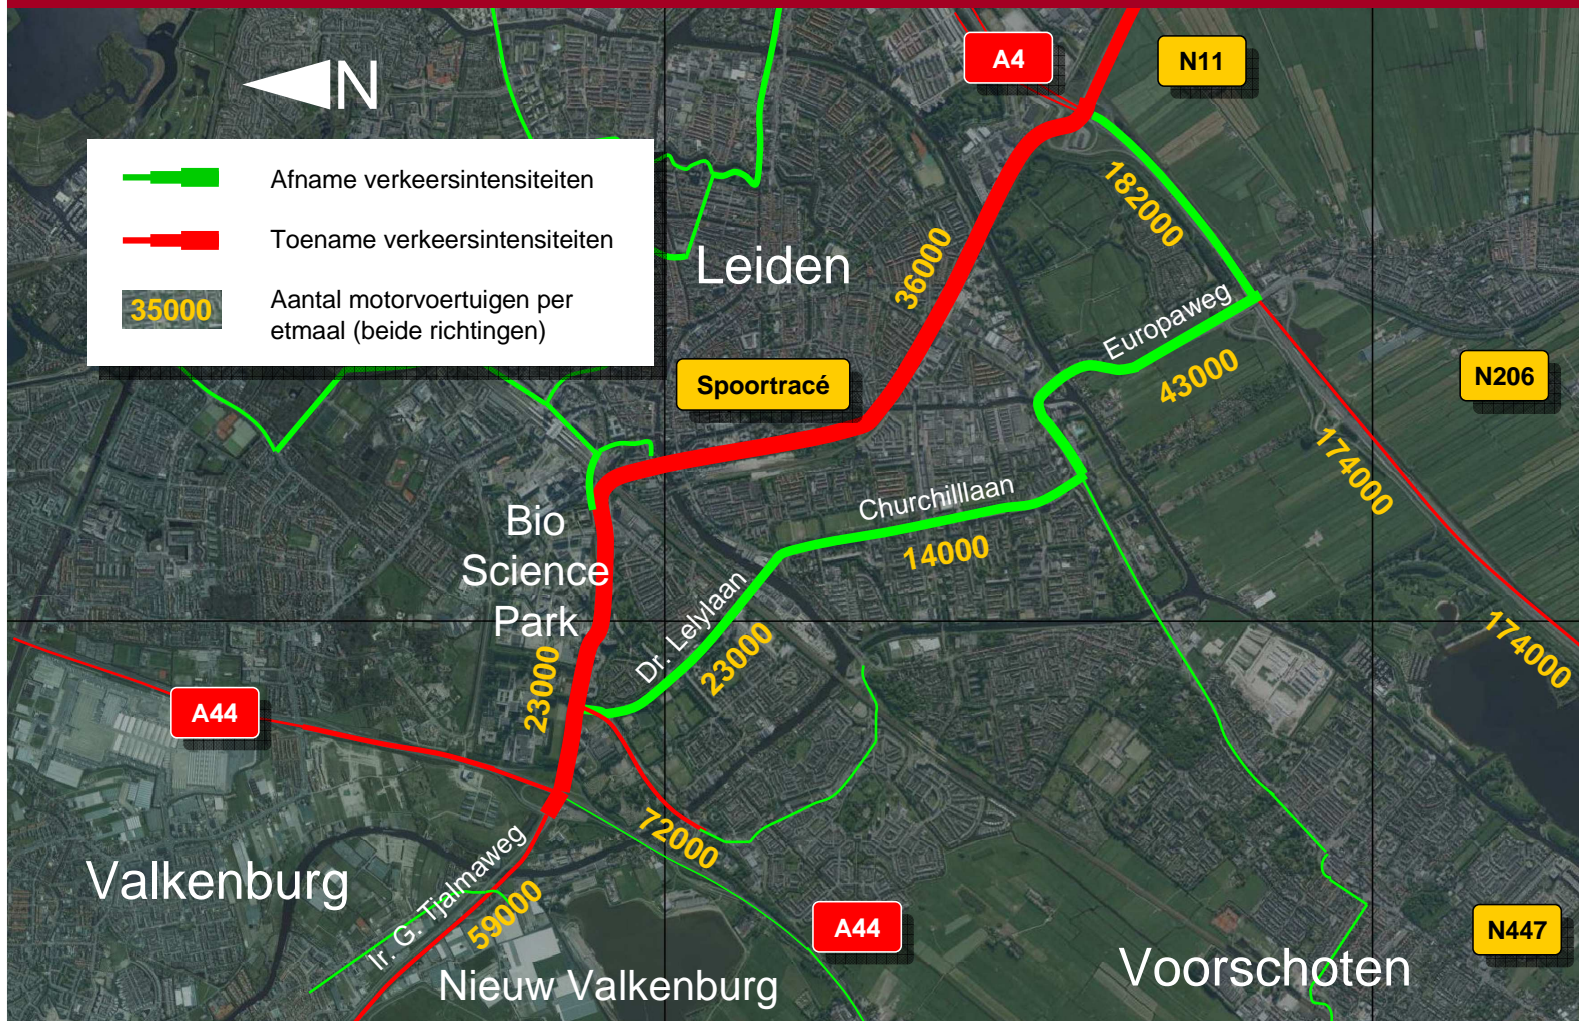 A4
N11
N
Afname verkeersintensiteiten
Toename verkeersintensiteiten
35000
Aantal motorvoertuigen per
etmaal (beide richtingen)
182000
Leiden
36000
Europaweg
43000
Spoortracé
N206
174000
Churchilllaan
14000
Bio
Science
Park
Dr. Lelylaan
23000
23000
174000
A44
72000
Valkenburg
Ir. G. Tjalmaweg
59000
A44
N447
Nieuw Valkenburg
Voorschoten